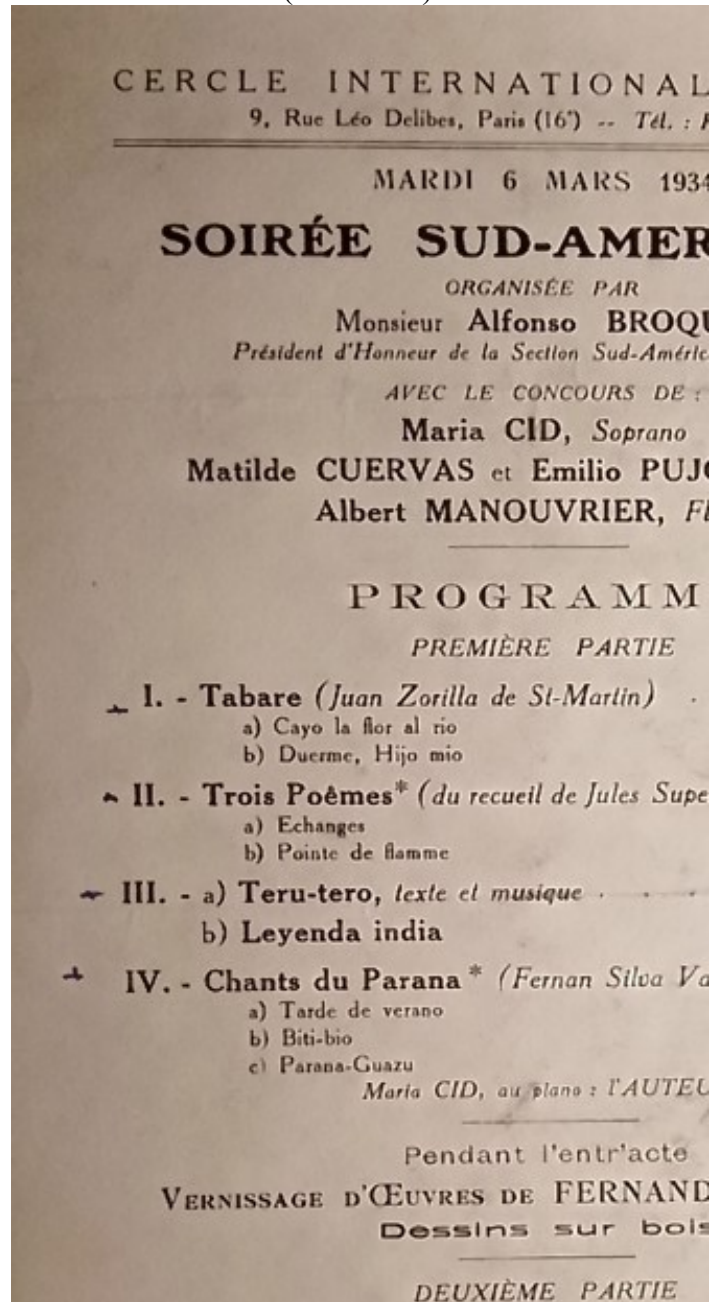 CERCLE INTERNATIONAL
9, Rue Léo Delibes, Paris (16ᵉ) -- Tél. :
MARDI 6 MARS 1934
SOIRÉE SUD-AMER
ORGANISÉE PAR
Monsieur Alfonso BROQU
Président d'Honneur de la Section Sud-Améric
AVEC LE CONCOURS DE :
Maria CID, Soprano
Matilde CUERVAS et Emilio PUJO
Albert MANOUVRIER, Fl
PROGRAMM
PREMIÈRE PARTIE
I. - Tabare (Juan Zorilla de St-Martin)
a) Cayo la flor al rio
b) Duerme, Hijo mio
II. - Trois Poêmes* (du recueil de Jules Supe
a) Echanges
b) Pointe de flamme
III. - a) Teru-tero, texte et musique
b) Leyenda india
IV. - Chants du Parana* (Fernan Silva Va
a) Tarde de verano
b) Biti-bio
c) Parana-Guazu
Maria CID, au piano : l'AUTEU
Pendant l'entr'acte
VERNISSAGE D'ŒUVRES DE FERNAND
Dessins sur bois
DEUXIÈME PARTIE